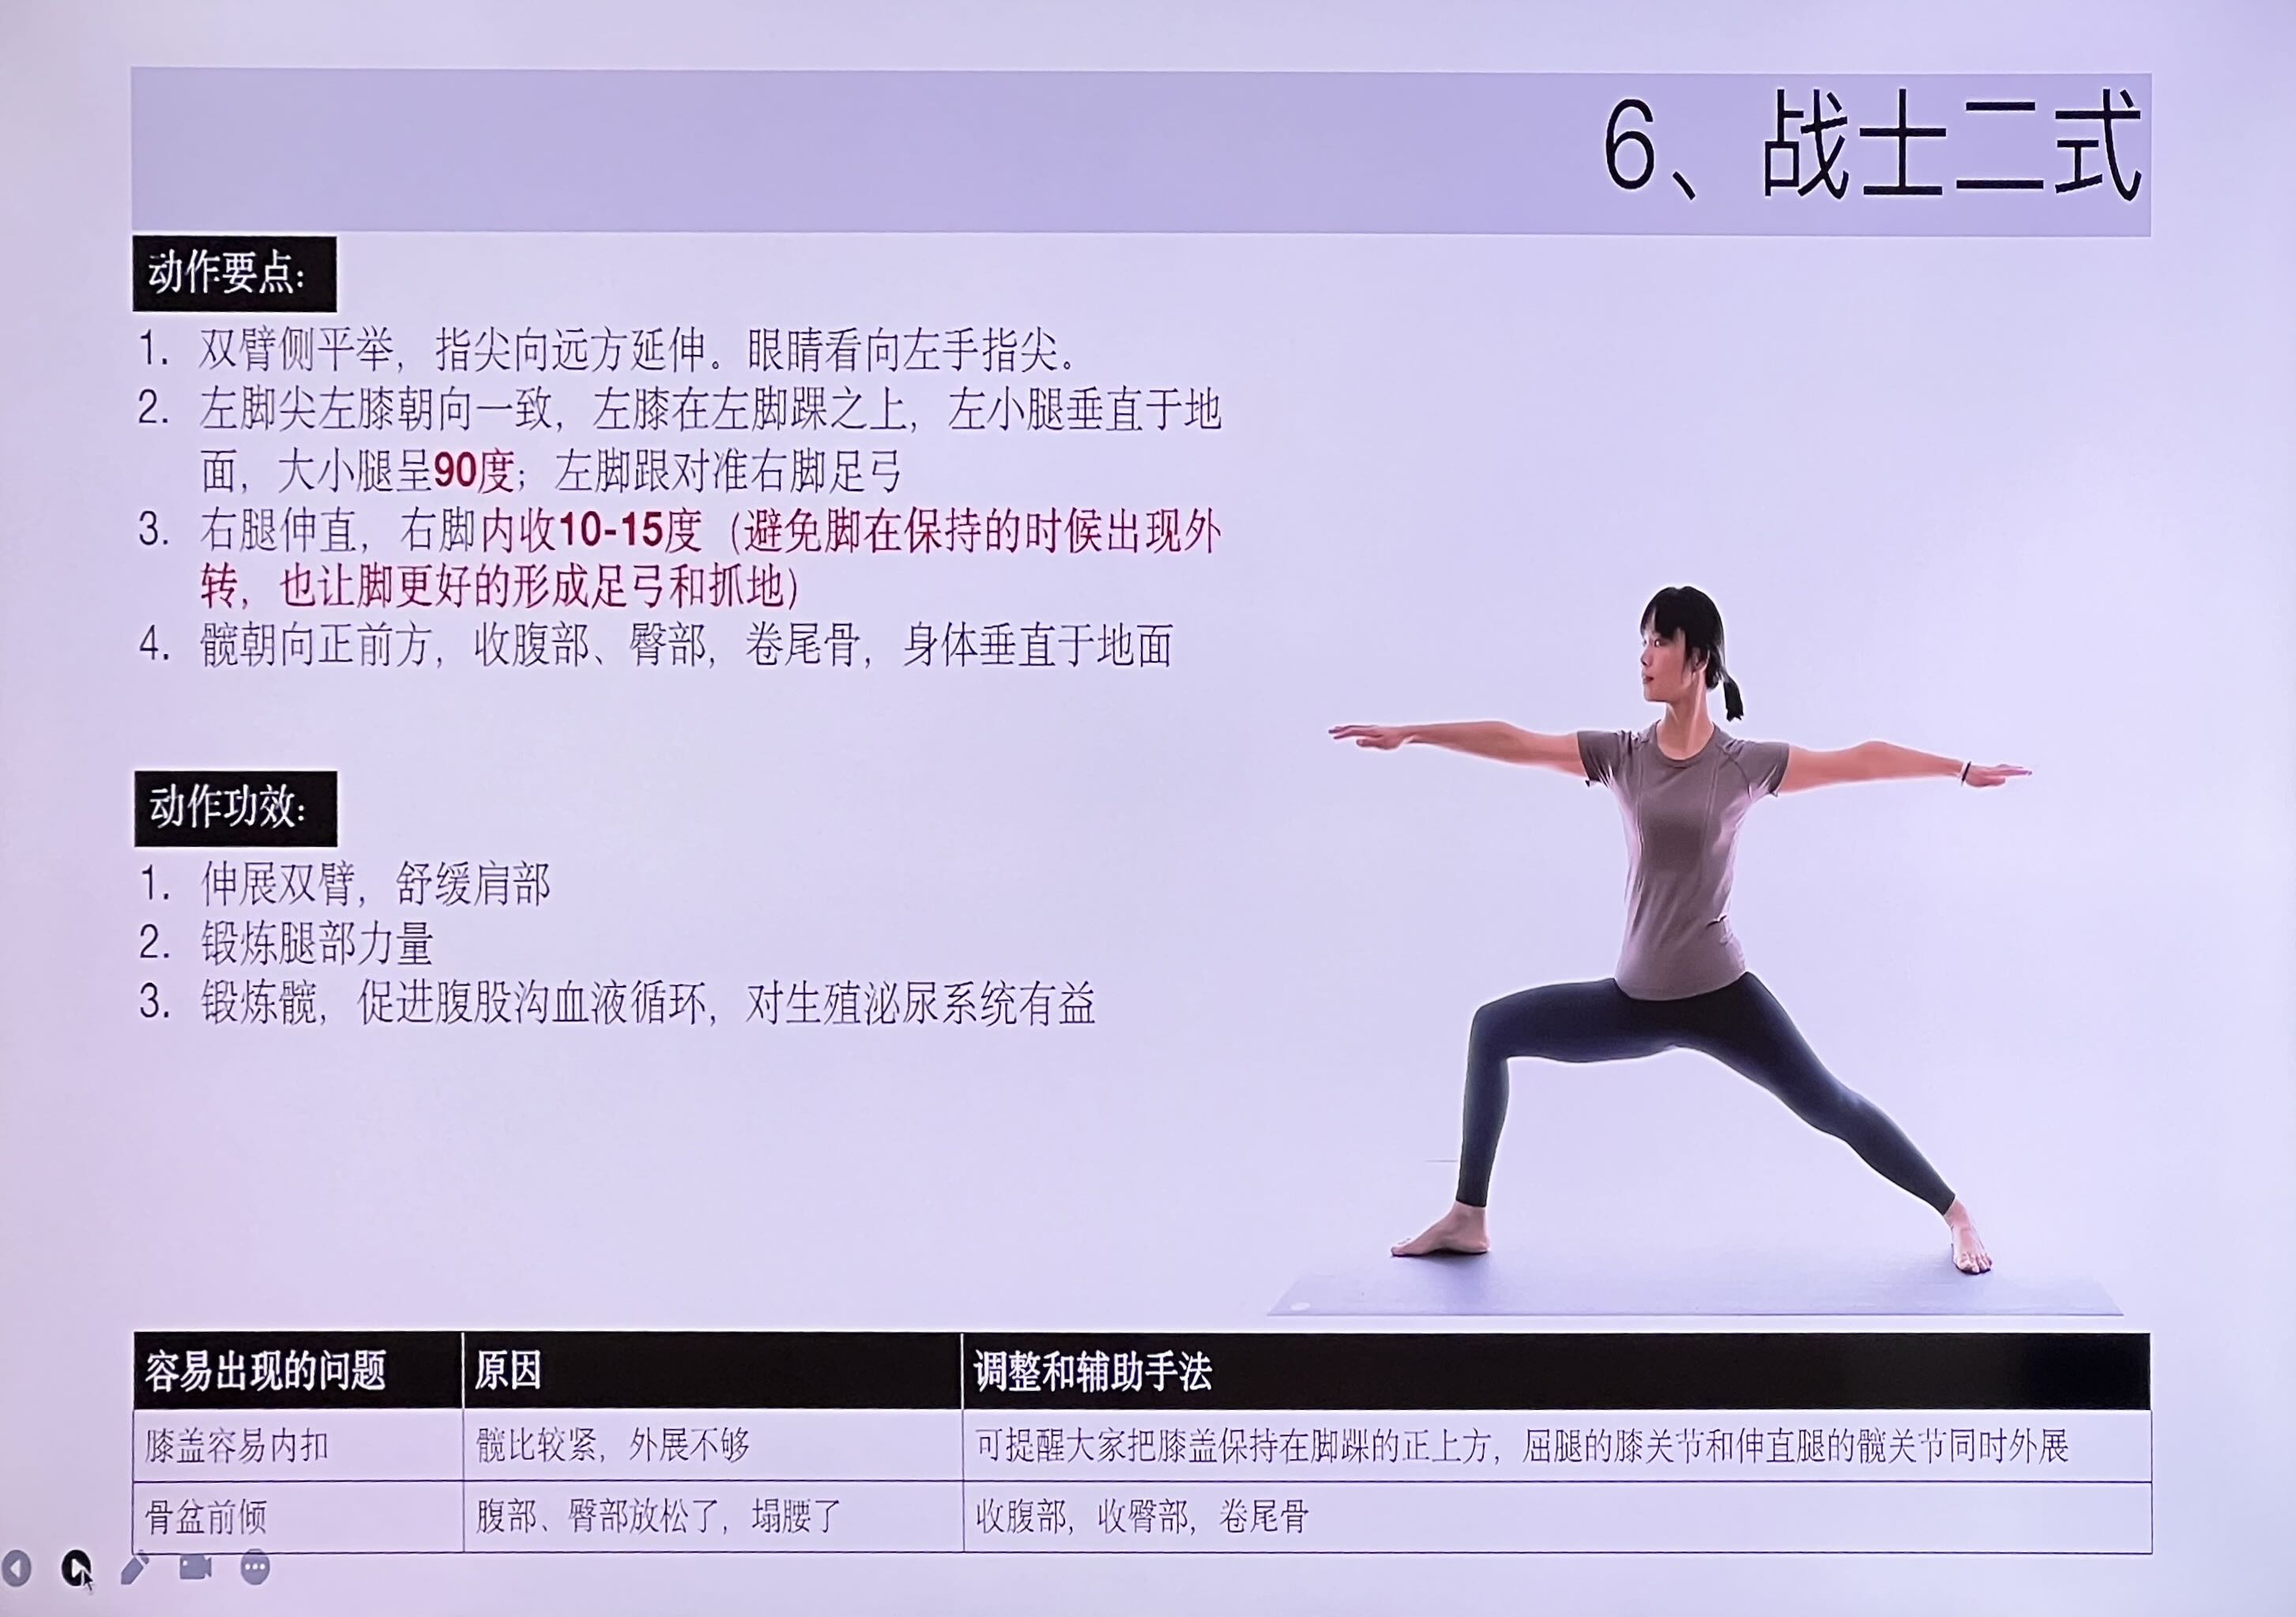 6、战士二式
动作要点：
1. 双臂侧平举，指尖向远方延伸。眼睛看向左手指尖。
2. 左脚尖左膝朝向一致，左膝在左脚踝之上，左小腿垂直于地
面，大小腿呈90度；左脚跟对准右脚足弓
3. 右腿伸直，右脚内收10-15度（避免脚在保持的时候出现外
转，也让脚更好的形成足弓和抓地）
4. 髋朝向正前方，收腹部、臀部，卷尾骨，身体垂直于地面
动作功效：
1. 伸展双臂，舒缓肩部
2. 锻炼腿部力量
3. 锻炼髋，促进腹股沟血液循环，对生殖泌尿系统有益
容易出现的问题 原因 调整和辅助手法
膝盖容易内扣 髋比较紧，外展不够 可提醒大家把膝盖保持在脚踝的正上方，屈腿的膝关节和伸直腿的髋关节同时外展
骨盆前倾 腹部、臀部放松了，塌腰了 收腹部，收臀部，卷尾骨